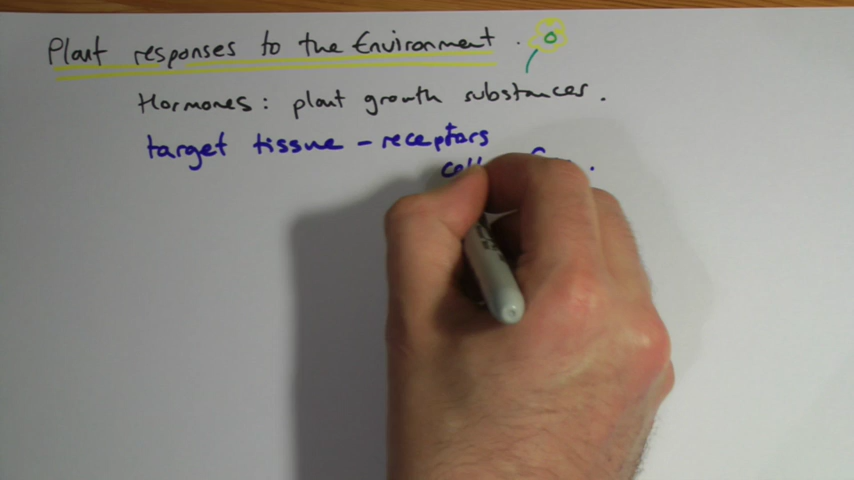 Plant responses to the Environment.
Hormones: plant growth substances.
target tissue - receptors